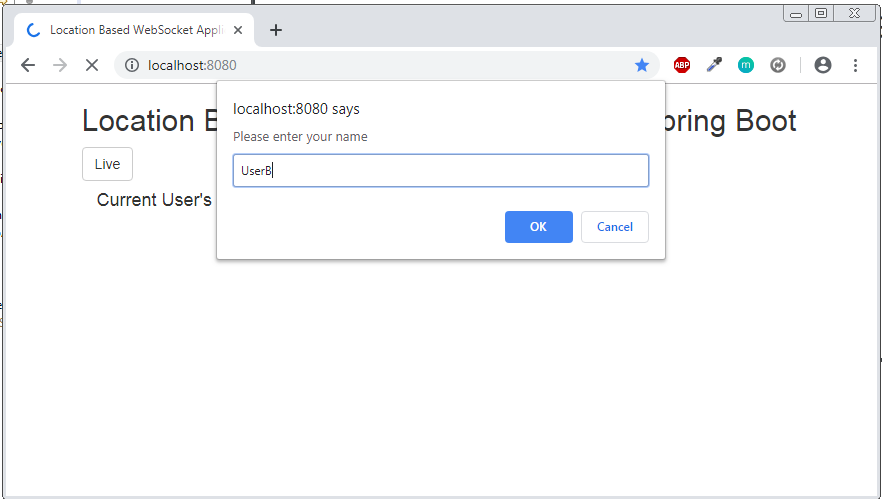 Location Based WebSocket Appli
localhost:8080
Location B
pring Boot
Live
Current User's
localhost:8080 says
Please enter your name
UserB
OK
Cancel
ABP
m